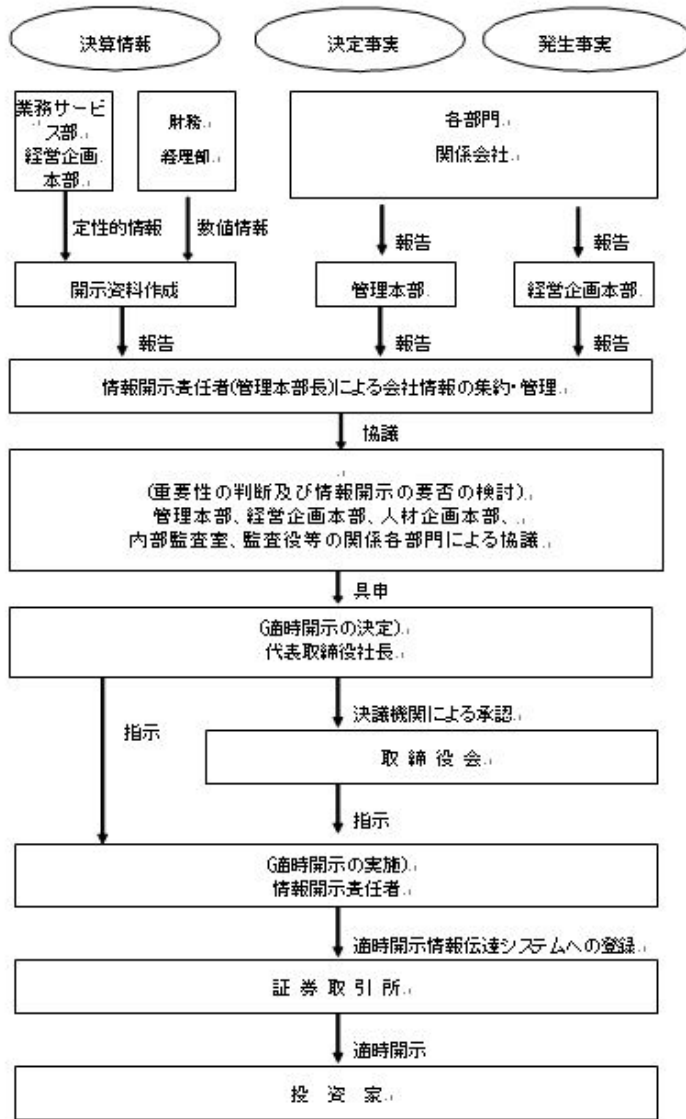 決算情報
決定事実
発生事実
業務サービ
ス部
経営企画
本部
財務
経理部
各部門
関係会社
定性的情報
数値情報
報告
報告
開示資料作成
管理本部
経営企画本部
報告
報告
報告
情報開示責任者(管理本部長)による会社情報の集約・管理
協議
(重要性の判断及び情報開示の要否の検討)
管理本部、経営企画本部、人材企画本部、
内部監査室、監査役等の関係各部門による協議
具申
(適時開示の決定)
代表取締役社長
指示
決議機関による承認
取締役会
指示
(適時開示の実施)
情報開示責任者
適時開示情報伝達システムへの登録
証券取引所
適時開示
投資家